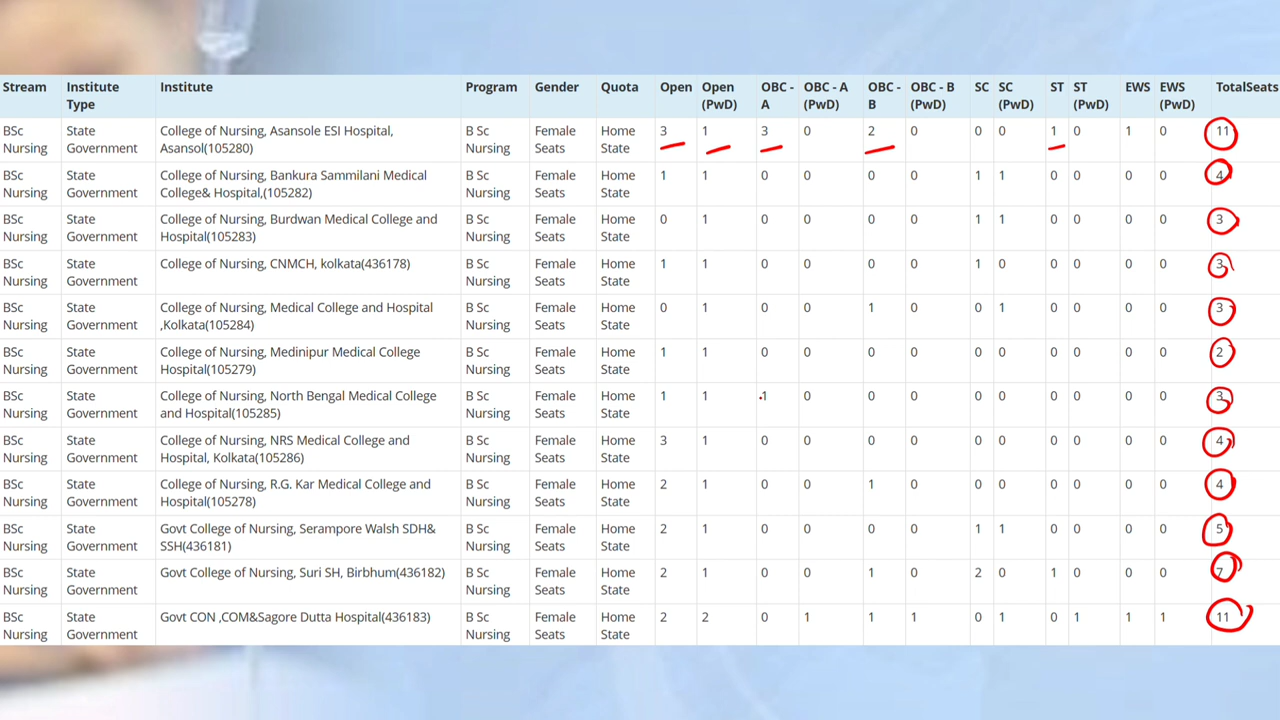 Stream Institute Type Institute Program Gender Quota Open Open (PwD) OBC - A OBC - A (PwD) OBC - B OBC - B (PwD) SC SC (PwD) ST ST (PwD) EWS EWS (PwD) TotalSeats
BSc Nursing State Government College of Nursing, Asansole ESI Hospital, Asansol(105280) B Sc Nursing Female Seats Home State 3 1 3 0 2 0 0 0 1 0 1 0 11
BSc Nursing State Government College of Nursing, Bankura Sammilani Medical College& Hospital,(105282) B Sc Nursing Female Seats Home State 1 1 0 0 0 0 1 1 0 0 0 0 4
BSc Nursing State Government College of Nursing, Burdwan Medical College and Hospital(105283) B Sc Nursing Female Seats Home State 0 1 0 0 0 0 1 1 0 0 0 0 3
BSc Nursing State Government College of Nursing, CNMCH, kolkata(436178) B Sc Nursing Female Seats Home State 1 1 0 0 0 0 1 0 0 0 0 0 3
BSc Nursing State Government College of Nursing, Medical College and Hospital ,Kolkata(105284) B Sc Nursing Female Seats Home State 0 1 0 0 1 0 0 1 0 0 0 0 3
BSc Nursing State Government College of Nursing, Medinipur Medical College Hospital(105279) B Sc Nursing Female Seats Home State 1 1 0 0 0 0 0 0 0 0 0 0 2
BSc Nursing State Government College of Nursing, North Bengal Medical College and Hospital(105285) B Sc Nursing Female Seats Home State 1 1 1 0 0 0 0 0 0 0 0 0 3
BSc Nursing State Government College of Nursing, NRS Medical College and Hospital, Kolkata(105286) B Sc Nursing Female Seats Home State 3 1 0 0 0 0 0 0 0 0 0 0 4
BSc Nursing State Government College of Nursing, R.G. Kar Medical College and Hospital(105278) B Sc Nursing Female Seats Home State 2 1 0 0 1 0 0 0 0 0 0 0 4
BSc Nursing State Government Govt College of Nursing, Serampore Walsh SDH& SSH(436181) B Sc Nursing Female Seats Home State 2 1 0 0 0 0 1 1 0 0 0 0 5
BSc Nursing State Government Govt College of Nursing, Suri SH, Birbhum(436182) B Sc Nursing Female Seats Home State 2 1 0 0 1 0 2 0 1 0 0 0 7
BSc Nursing State Government Govt CON ,COM&Sagore Dutta Hospital(436183) B Sc Nursing Female Seats Home State 2 2 0 1 1 1 0 1 0 1 1 1 11